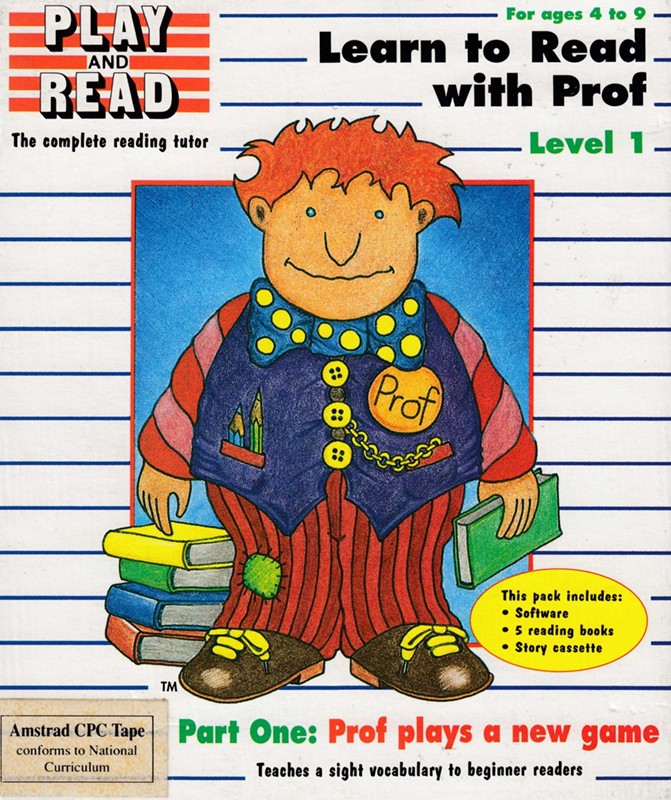 PLAY
AND
READ
The complete reading tutor
For ages 4 to 9
Learn to Read
with Prof
Level 1
Prof
This pack includes:
• Software
• 5 reading books
• Story cassette
TM
Amstrad CPC Tape
conforms to National
Curriculum
Part One: Prof plays a new game
Teaches a sight vocabulary to beginner readers